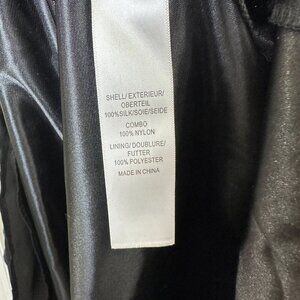 SHELL/EXTERIEUR/
OBERTEIL
100%SILK/SOIE/SEIDE
COMBO
100% NYLON
LINING/DOUBLURE/
FUTTER
100% POLYESTER
MADE IN CHINA